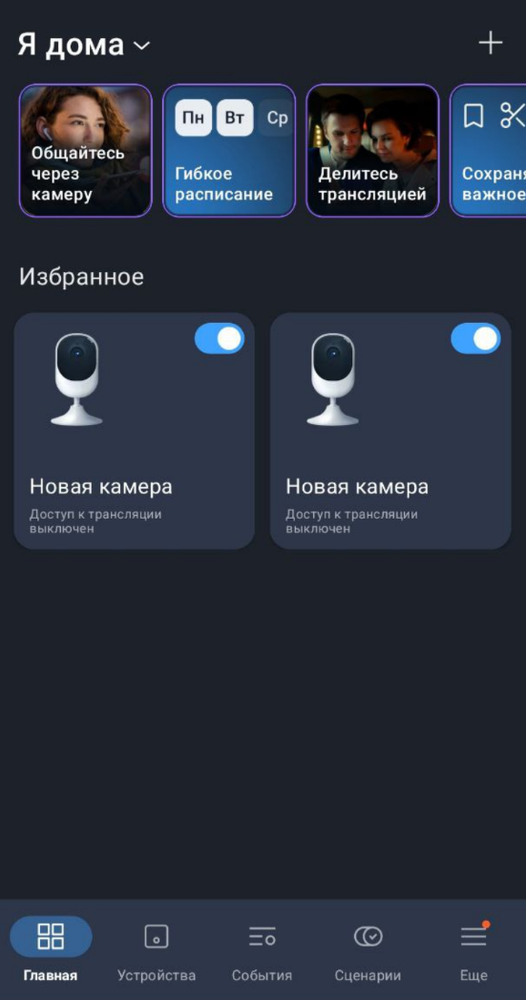 Я дома
Общайтесь
через
камеру
Пн Вт Ср
Гибкое
расписание
Делитесь
трансляцией
важное
Избранное
Новая камера
Доступ к трансляции
выключен
Новая камера
Доступ к трансляции
выключен
Главная
Устройства
События
Сценарии
Еще